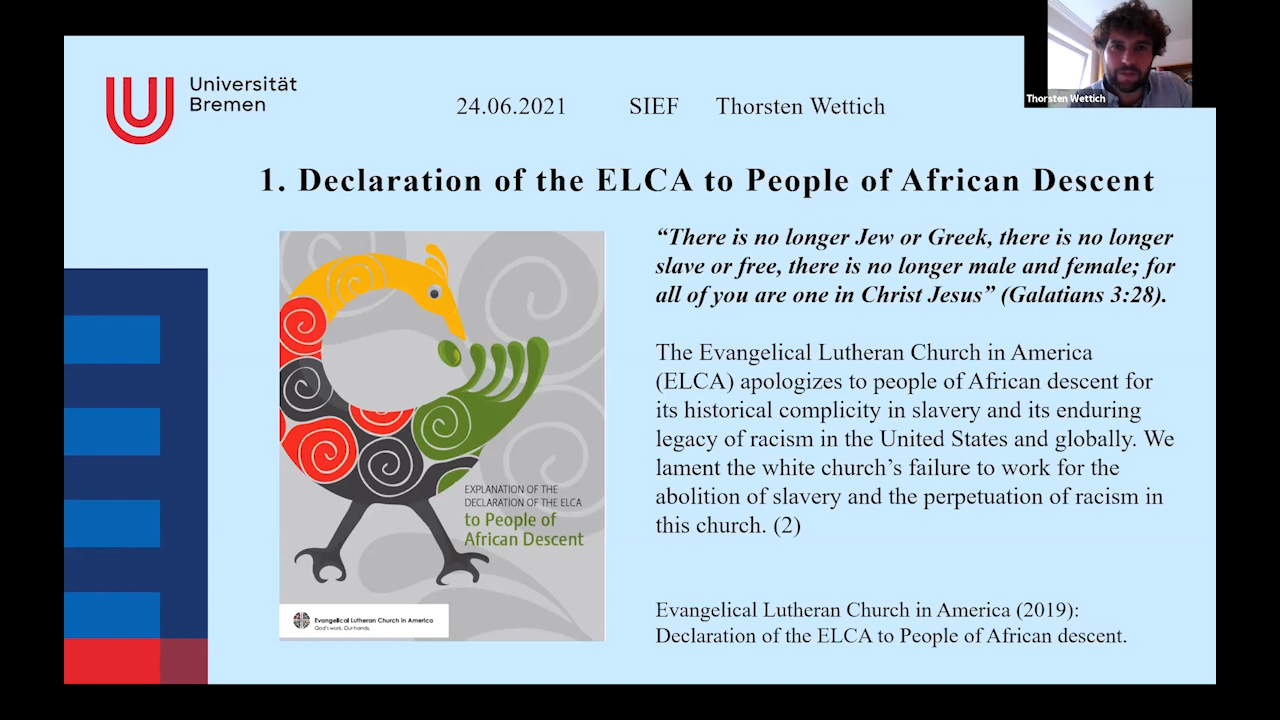 Universität
Bremen
24.06.2021 SIEF Thorsten Wettich
Thorsten Wettich
1. Declaration of the ELCA to People of African Descent
“There is no longer Jew or Greek, there is no longer
slave or free, there is no longer male and female; for
all of you are one in Christ Jesus” (Galatians 3:28).
The Evangelical Lutheran Church in America
(ELCA) apologizes to people of African descent for
its historical complicity in slavery and its enduring
legacy of racism in the United States and globally. We
lament the white church’s failure to work for the
abolition of slavery and the perpetuation of racism in
this church. (2)
EXPLANATION OF THE
DECLARATION OF THE ELCA
to People of
African Descent
Evangelical Lutheran Church in America
God's work. Our hands.
Evangelical Lutheran Church in America (2019):
Declaration of the ELCA to People of African descent.